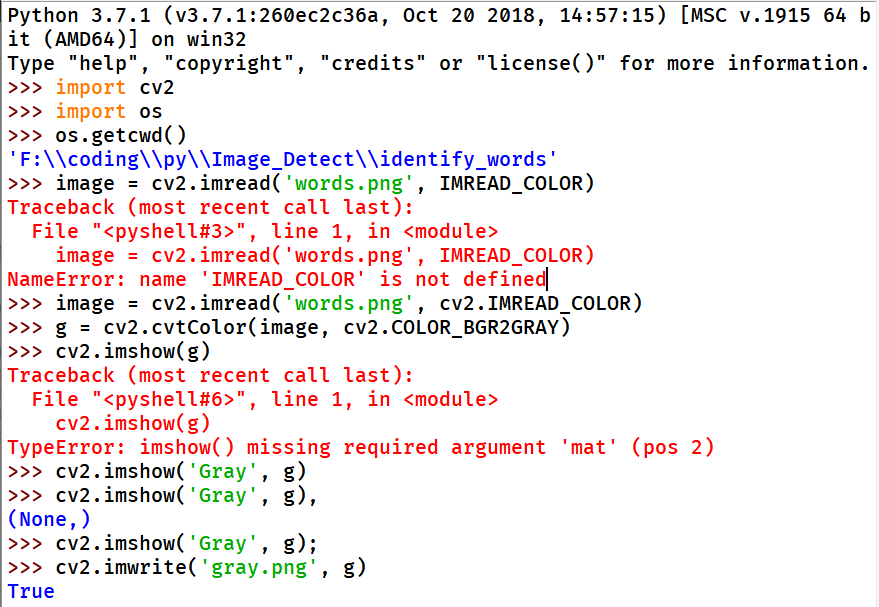 Python 3.7.1 (v3.7.1:260ec2c36a, Oct 20 2018, 14:57:15) [MSC v.1915 64 b
it (AMD64)] on win32
Type "help", "copyright", "credits" or "license()" for more information.
>>> import cv2
>>> import os
>>> os.getcwd()
'F:\\coding\\py\\Image_Detect\\identify_words'
>>> image = cv2.imread('words.png', IMREAD_COLOR)
Traceback (most recent call last):
  File "<pyshell#3>", line 1, in <module>
    image = cv2.imread('words.png', IMREAD_COLOR)
NameError: name 'IMREAD_COLOR' is not defined
>>> image = cv2.imread('words.png', cv2.IMREAD_COLOR)
>>> g = cv2.cvtColor(image, cv2.COLOR_BGR2GRAY)
>>> cv2.imshow(g)
Traceback (most recent call last):
  File "<pyshell#6>", line 1, in <module>
    cv2.imshow(g)
TypeError: imshow() missing required argument 'mat' (pos 2)
>>> cv2.imshow('Gray', g)
>>> cv2.imshow('Gray', g),
(None,)
>>> cv2.imshow('Gray', g);
>>> cv2.imwrite('gray.png', g)
True